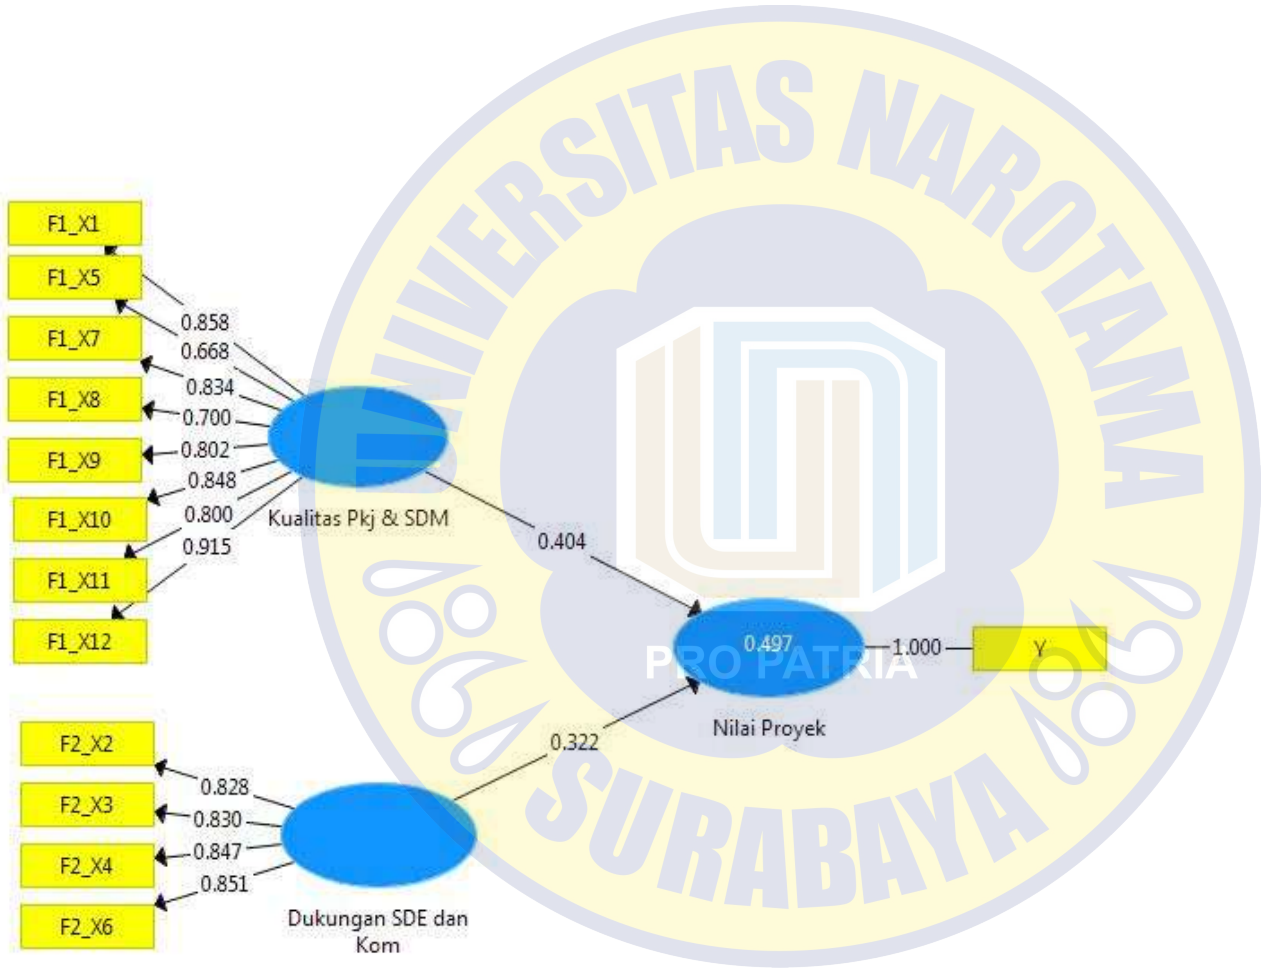 UNIVERSITAS NAROTAMA
F1_X1
F1_X5
F1_X7
F1_X8
F1_X9
F1_X10
F1_X11
F1_X12
0.858
0.668
0.834
0.700
0.802
0.848
0.800
0.915
Kualitas Pkj & SDM
0.404
0.497
1.000
Y
PRO PATRIA
Nilai Proyek
0.322
F2_X2
F2_X3
F2_X4
F2_X6
0.828
0.830
0.847
0.851
Dukungan SDE dan
Kom
SURABAYA